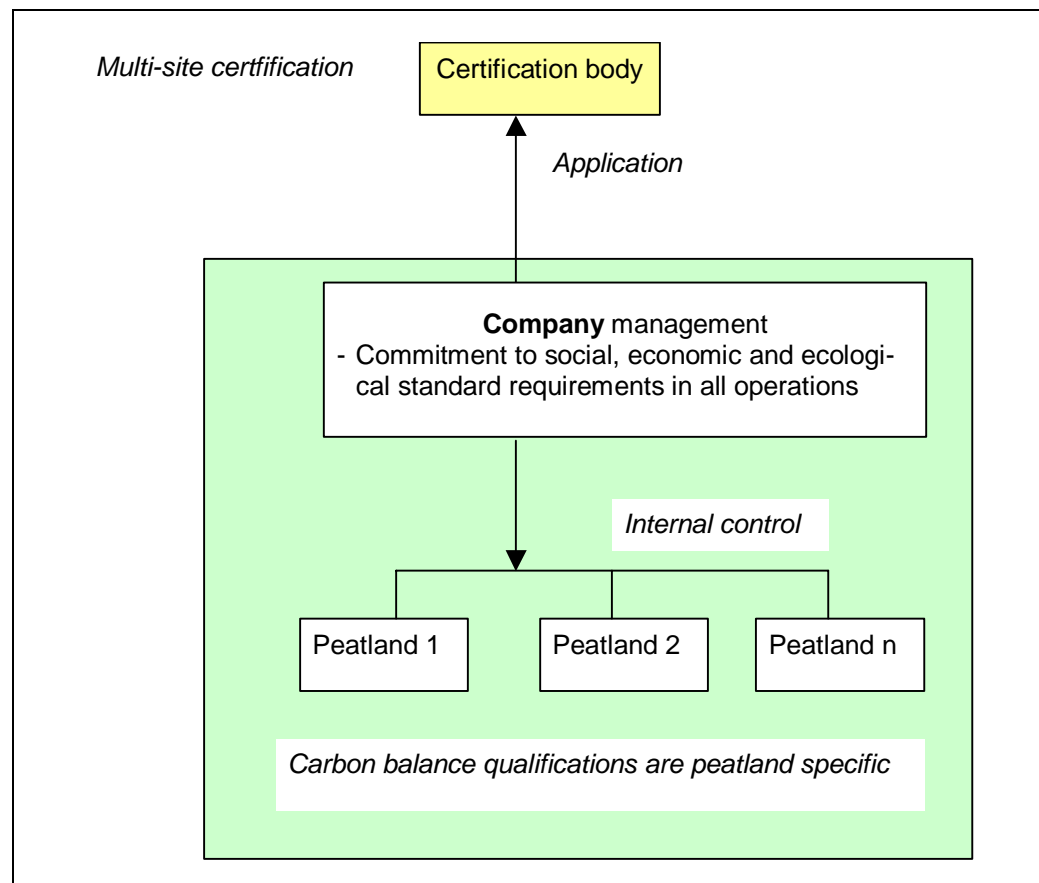 Multi-site certfification
Certification body
Application
Company management
- Commitment to social, economic and ecologi-
cal standard requirements in all operations
Internal control
Peatland 1
Peatland 2
Peatland n
Carbon balance qualifications are peatland specific